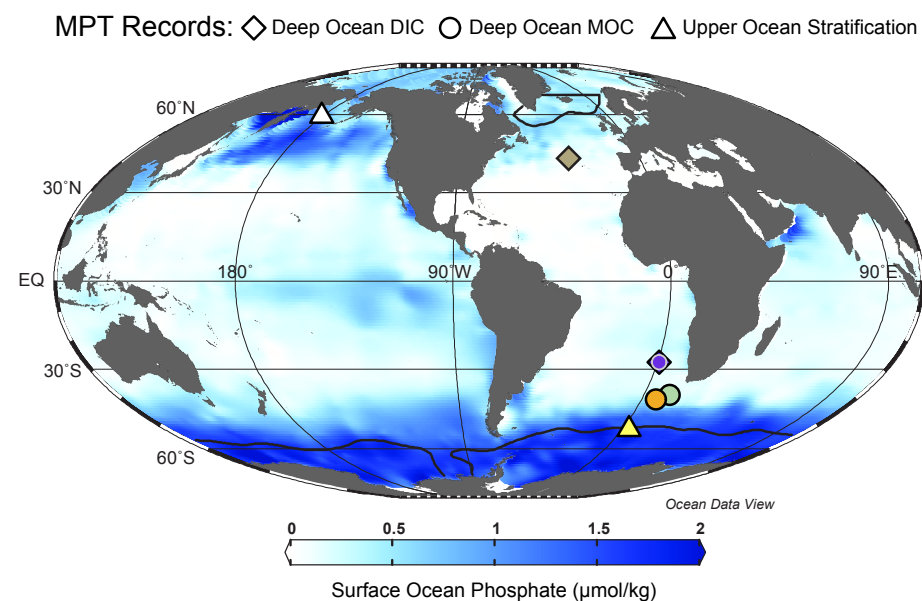 MPT Records: Deep Ocean DIC Deep Ocean MOC Upper Ocean Stratification
60˚N
30˚N
180˚ 90˚W 0˚ 90˚E
EQ
30˚S
60˚S
Ocean Data View
0 0.5 1 1.5 2
Surface Ocean Phosphate (μmol/kg)